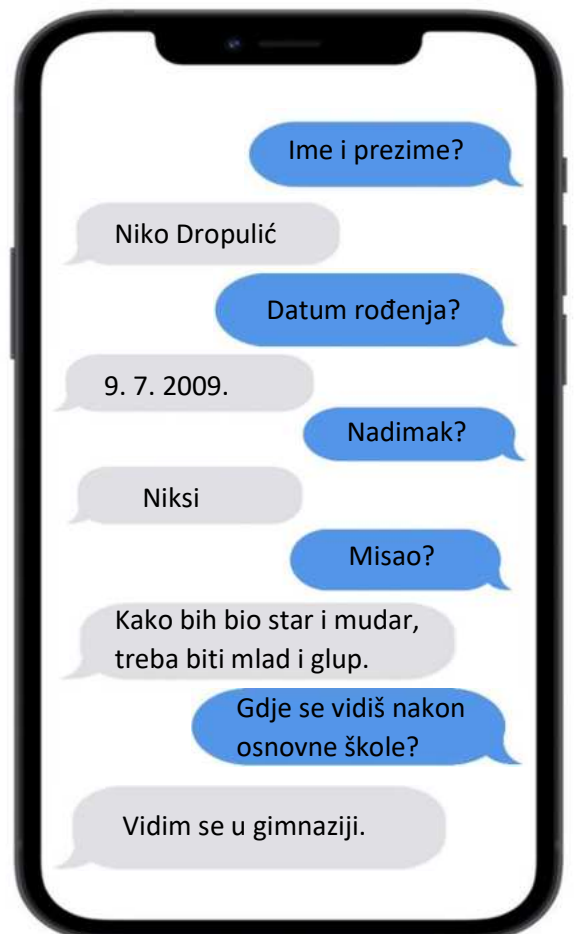 Ime i prezime?
Niko Dropulić
Datum rođenja?
9. 7. 2009.
Nadimak?
Niksi
Misao?
Kako bih bio star i mudar,
treba biti mlad i glup.
Gdje se vidiš nakon
osnovne škole?
Vidim se u gimnaziji.